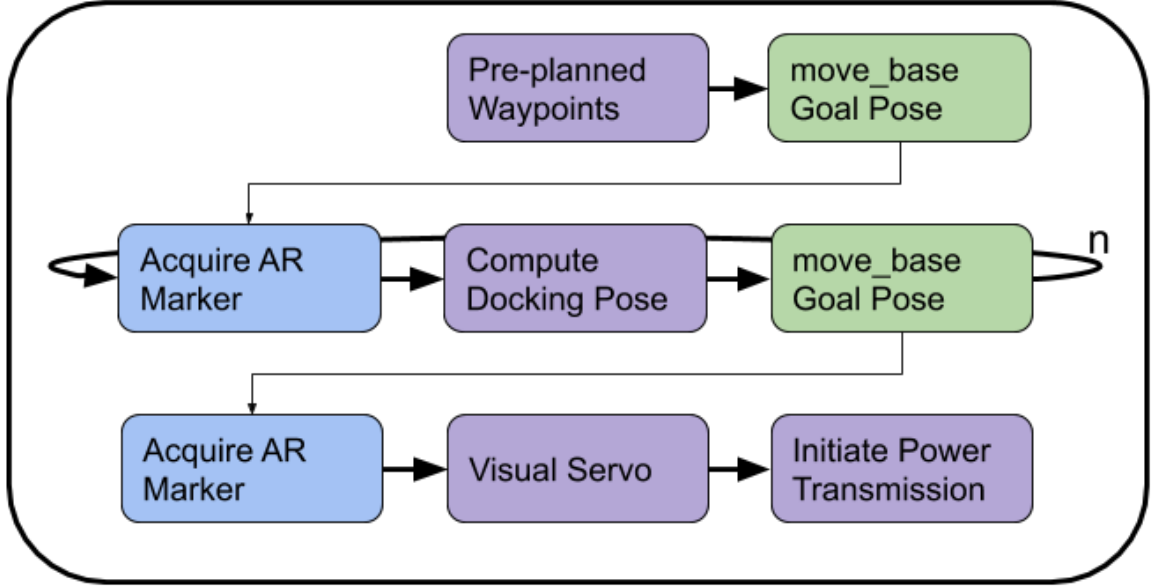 Pre-planned
Waypoints
move_base
Goal Pose
Acquire AR
Marker
Compute
Docking Pose
move_base
Goal Pose
n
Acquire AR
Marker
Visual Servo
Initiate Power
Transmission